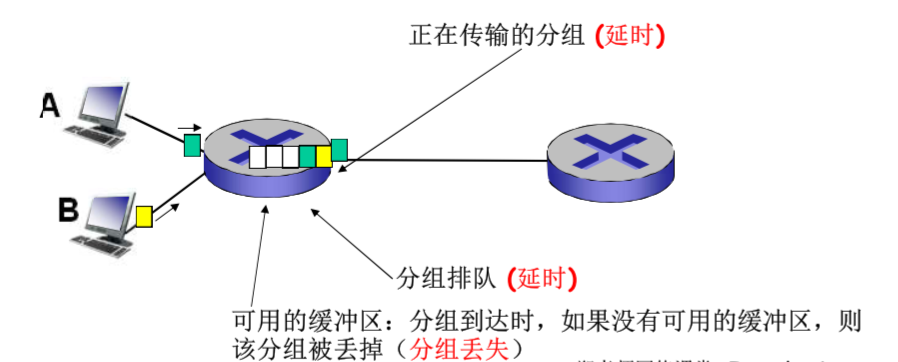 正在传输的分组 (延时)
A
B
分组排队 (延时)
可用的缓冲区：分组到达时，如果没有可用的缓冲区，则
该分组被丢掉（分组丢失）